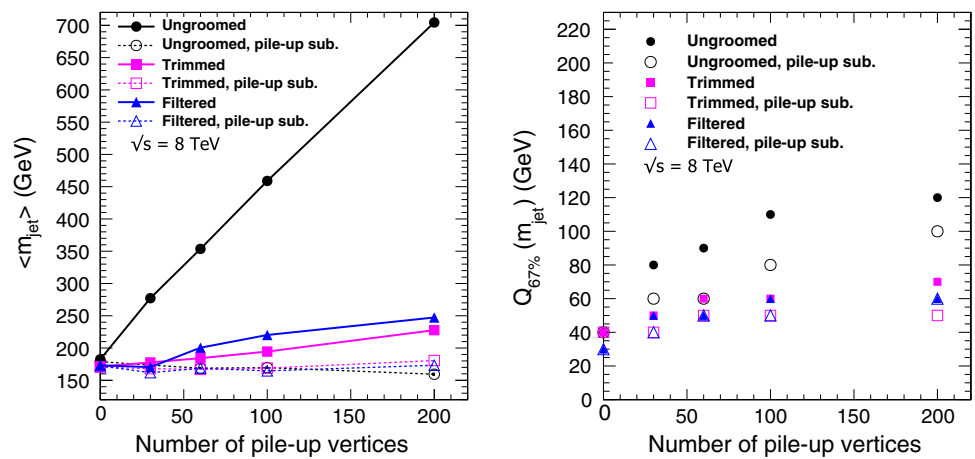 700
650
600
550
500
450
400
350
300
250
200
150
<m_jet> (GeV)
Ungroomed
Ungroomed, pile-up sub.
Trimmed
Trimmed, pile-up sub.
Filtered
Filtered, pile-up sub.
√s = 8 TeV
0 50 100 150 200
Number of pile-up vertices
220
200
180
160
140
120
100
80
60
40
20
0
Q_67% (m_jet) (GeV)
Ungroomed
Ungroomed, pile-up sub.
Trimmed
Trimmed, pile-up sub.
Filtered
Filtered, pile-up sub.
√s = 8 TeV
0 50 100 150 200
Number of pile-up vertices